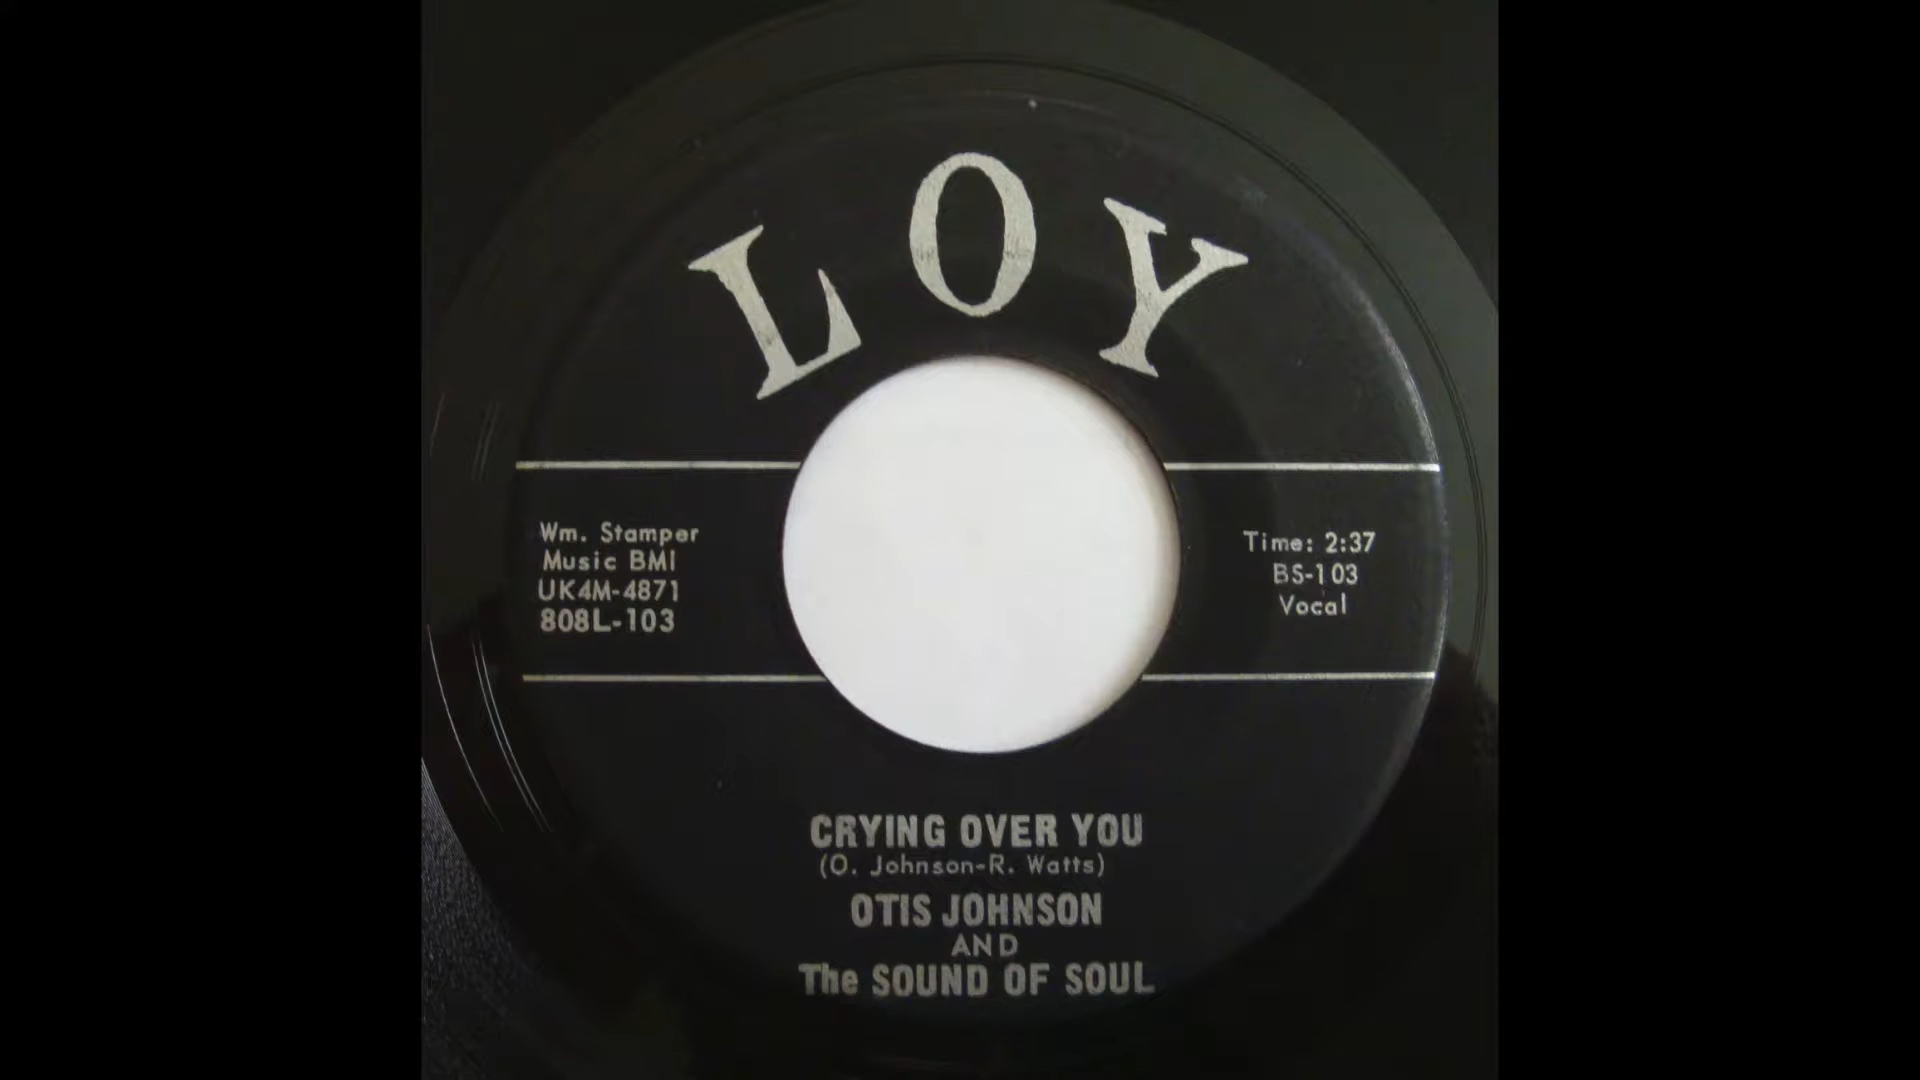 LOY
Wm. Stamper
Music BMI
UK4M-4871
808L-103
Time: 2:37
BS-103
Vocal
CRYING OVER YOU
(O. Johnson-R. Watts)
OTIS JOHNSON
AND
The SOUND OF SOUL